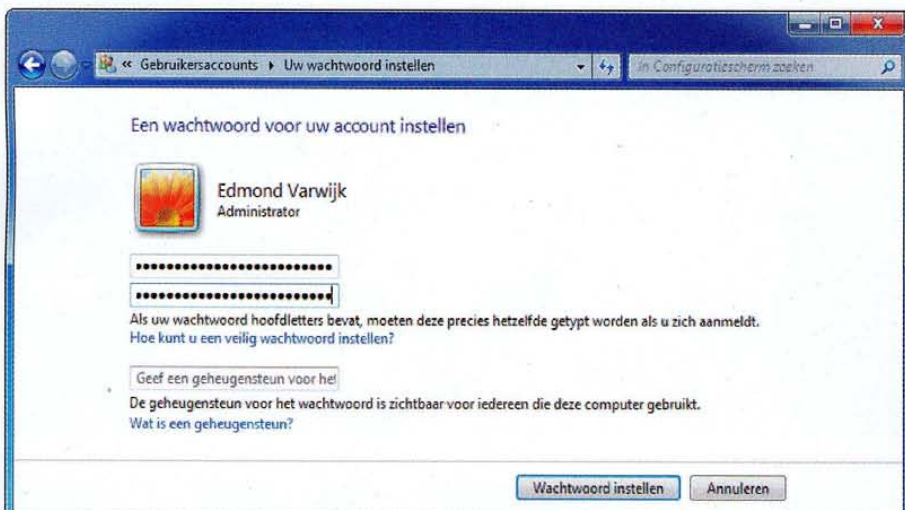 « Gebruikersaccounts ▸ Uw wachtwoord instellen
In Configuratiescherm zoeken
Een wachtwoord voor uw account instellen
Edmond Varwijk
Administrator
Als uw wachtwoord hoofdletters bevat, moeten deze precies hetzelfde getypt worden als u zich aanmeldt.
Hoe kunt u een veilig wachtwoord instellen?
Geef een geheugensteun voor het
De geheugensteun voor het wachtwoord is zichtbaar voor iedereen die deze computer gebruikt.
Wat is een geheugensteun?
Wachtwoord instellen
Annuleren